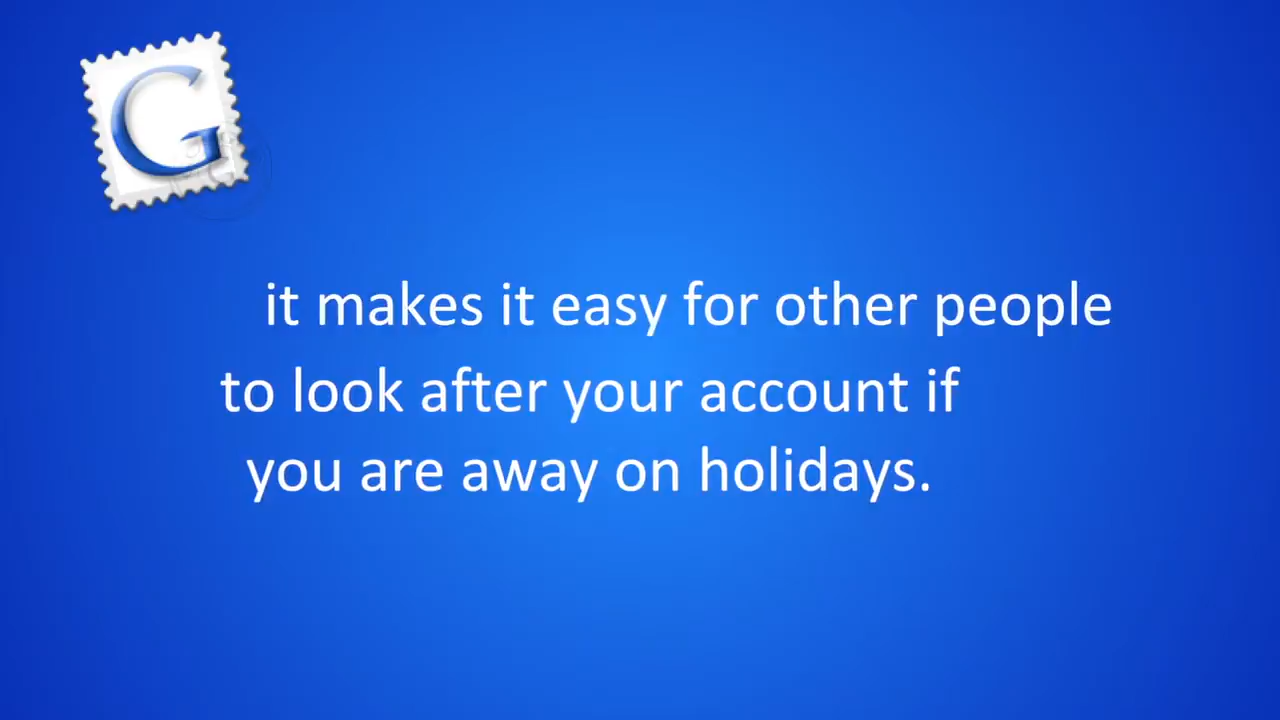 G
it makes it easy for other people
to look after your account if
you are away on holidays.